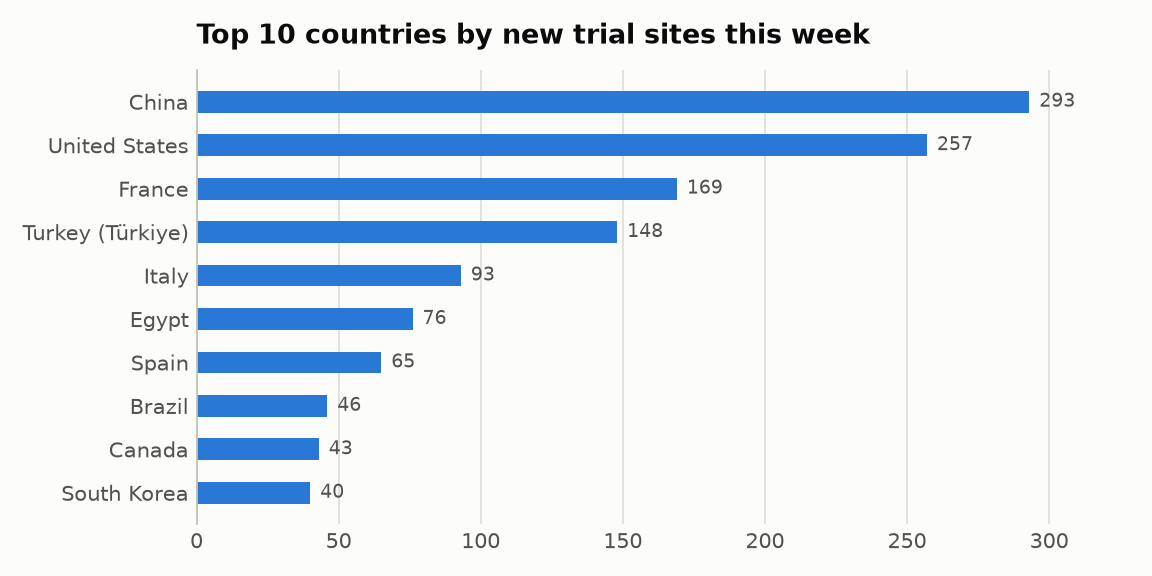 Top 10 countries by new trial sites this week
China 293
United States 257
France 169
Turkey (Türkiye) 148
Italy 93
Egypt 76
Spain 65
Brazil 46
Canada 43
South Korea 40
0 50 100 150 200 250 300